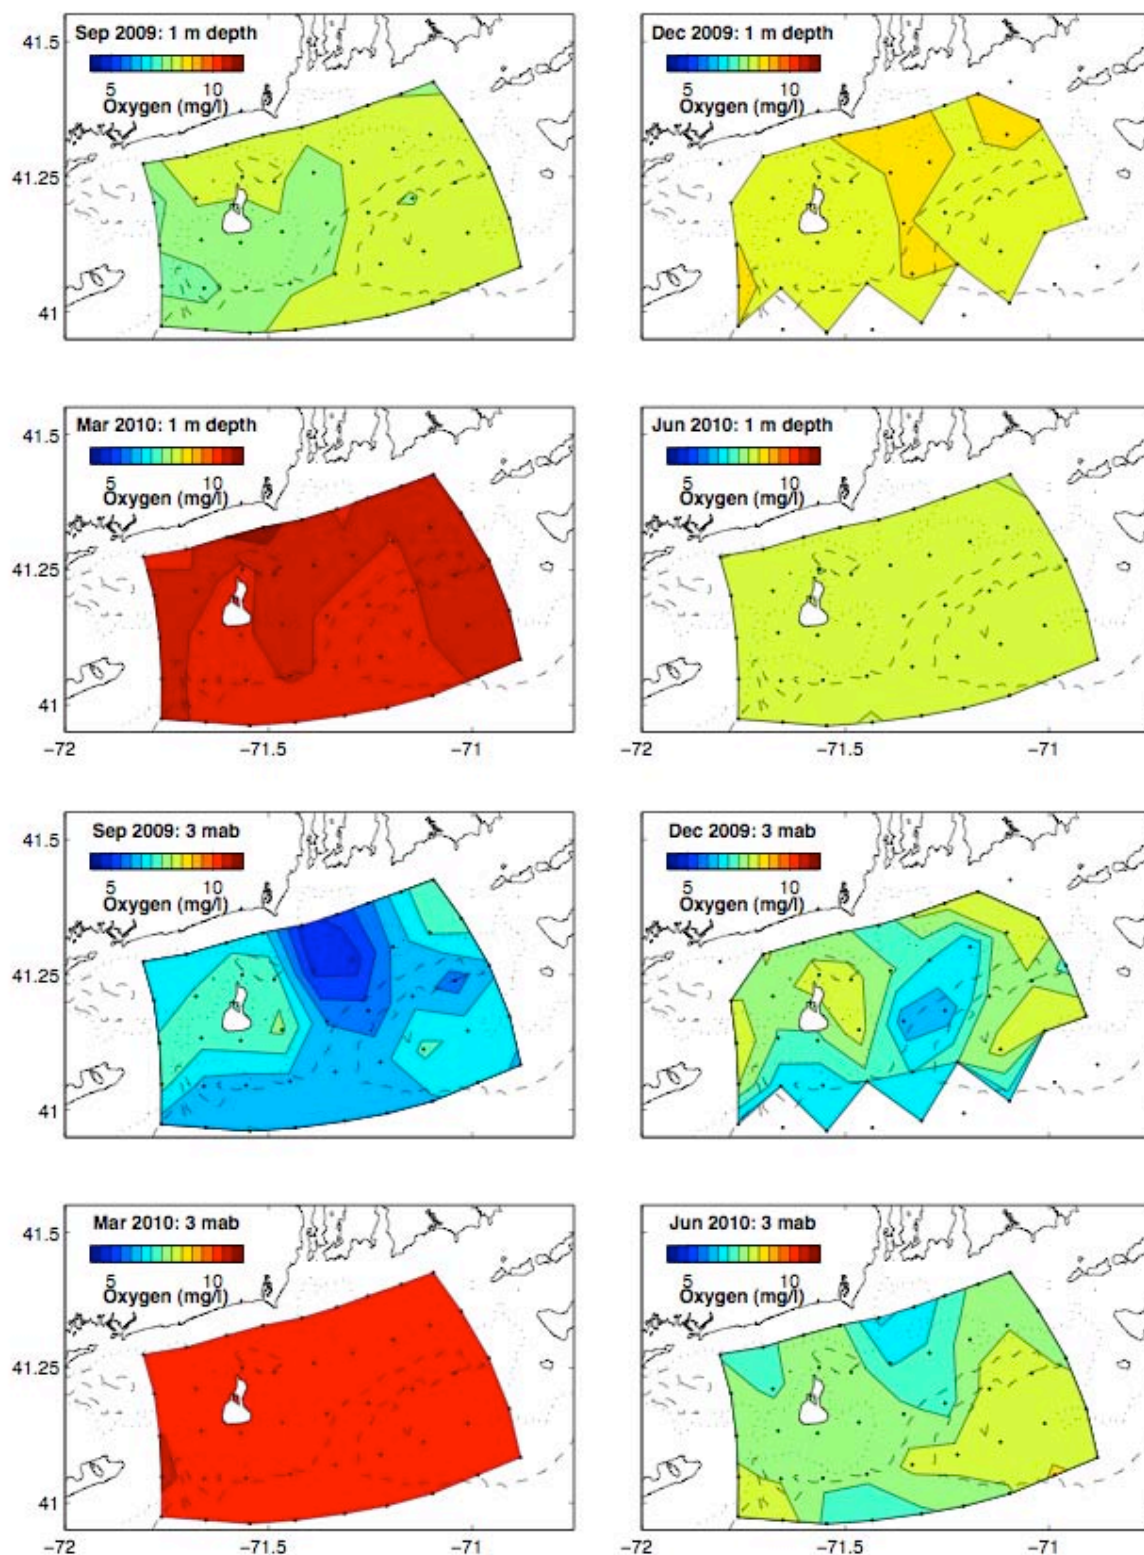 Sep 2009: 1 m depth
5 10
Oxygen (mg/l)
41.5
41.25
41
Dec 2009: 1 m depth
5 10
Oxygen (mg/l)
Mar 2010: 1 m depth
5 10
Oxygen (mg/l)
41.5
41.25
41
−72 −71.5 −71
Jun 2010: 1 m depth
5 10
Oxygen (mg/l)
−72 −71.5 −71
Sep 2009: 3 mab
5 10
Oxygen (mg/l)
41.5
41.25
41
Dec 2009: 3 mab
5 10
Oxygen (mg/l)
Mar 2010: 3 mab
5 10
Oxygen (mg/l)
41.5
41.25
41
−72 −71.5 −71
Jun 2010: 3 mab
5 10
Oxygen (mg/l)
−72 −71.5 −71